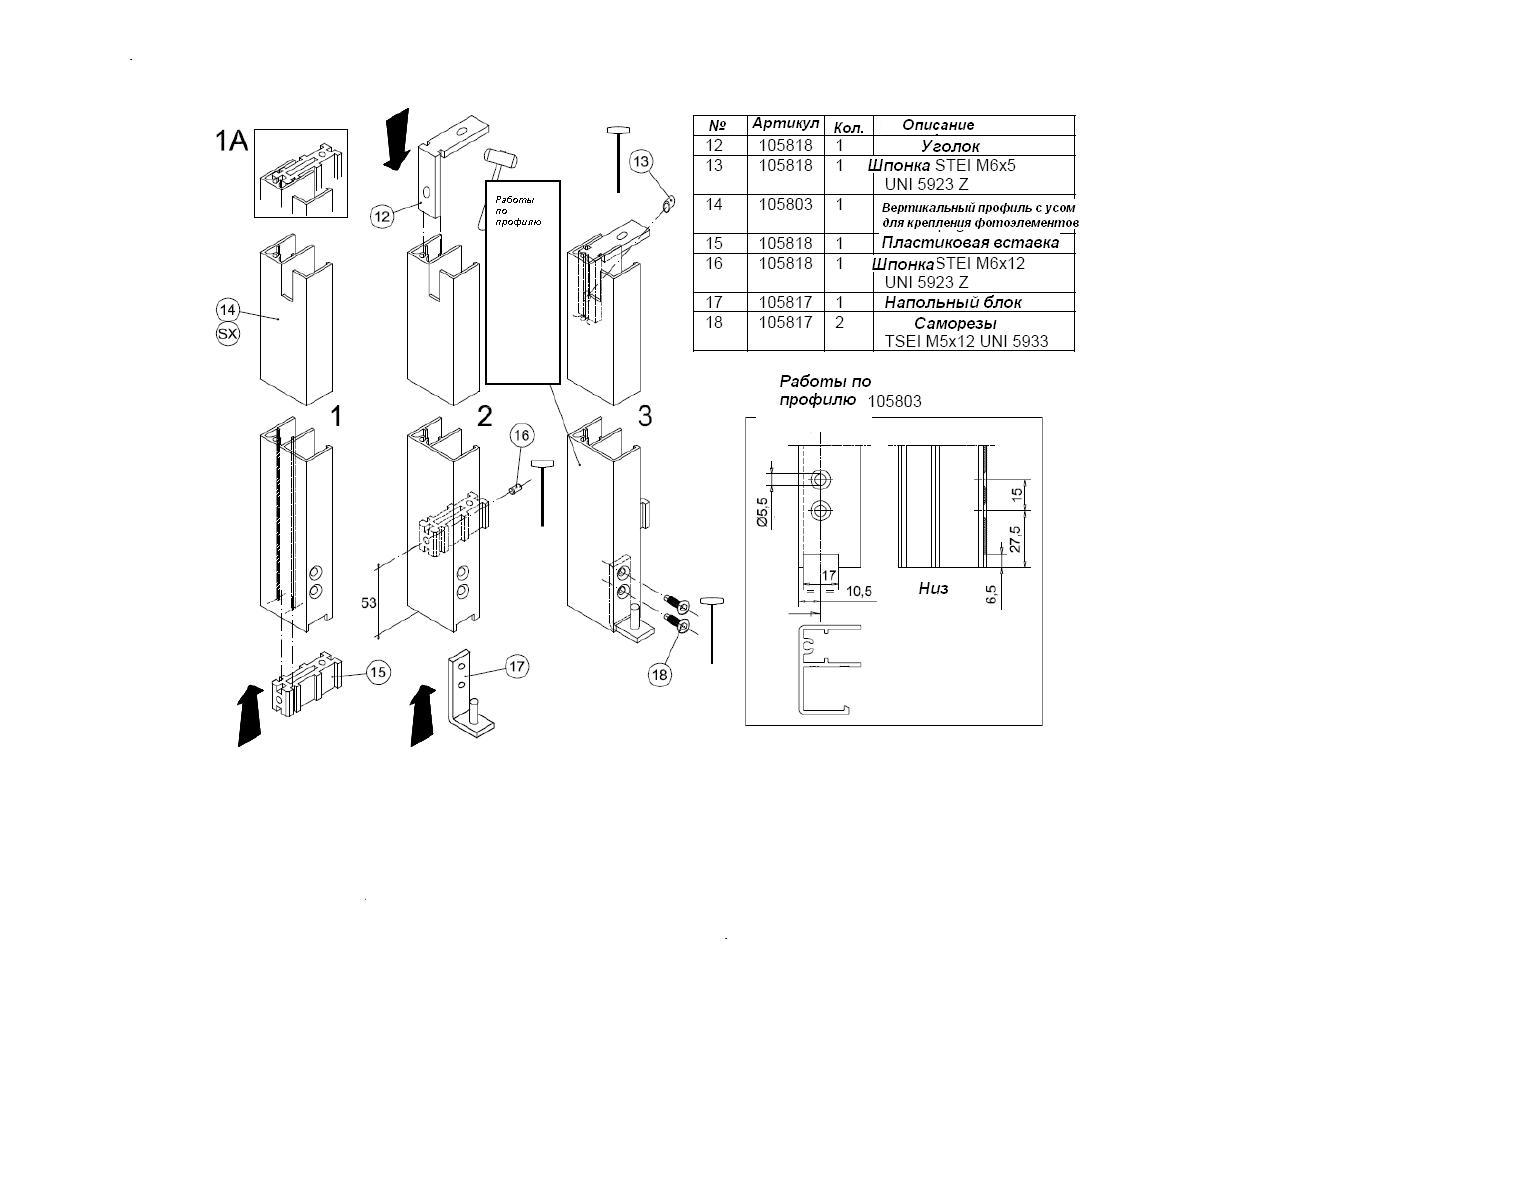 1A
12
Работы
по
профилю
13
14
SX
1
2
3
16
53
15
17
18
№ Артикул Кол. Описание
12 105818 1 Уголок
13 105818 1 Шпонка STEI M6x5
UNI 5923 Z
14 105803 1 Вертикальный профиль с усом
для крепления фотоэлементов
15 105818 1 Пластиковая вставка
16 105818 1 Шпонка STEI M6x12
UNI 5923 Z
17 105817 1 Напольный блок
18 105817 2 Саморезы
TSEI M5x12 UNI 5933
Работы по
профилю 105803
Ø5,5
15
27,5
17
10,5
Низ
6,5